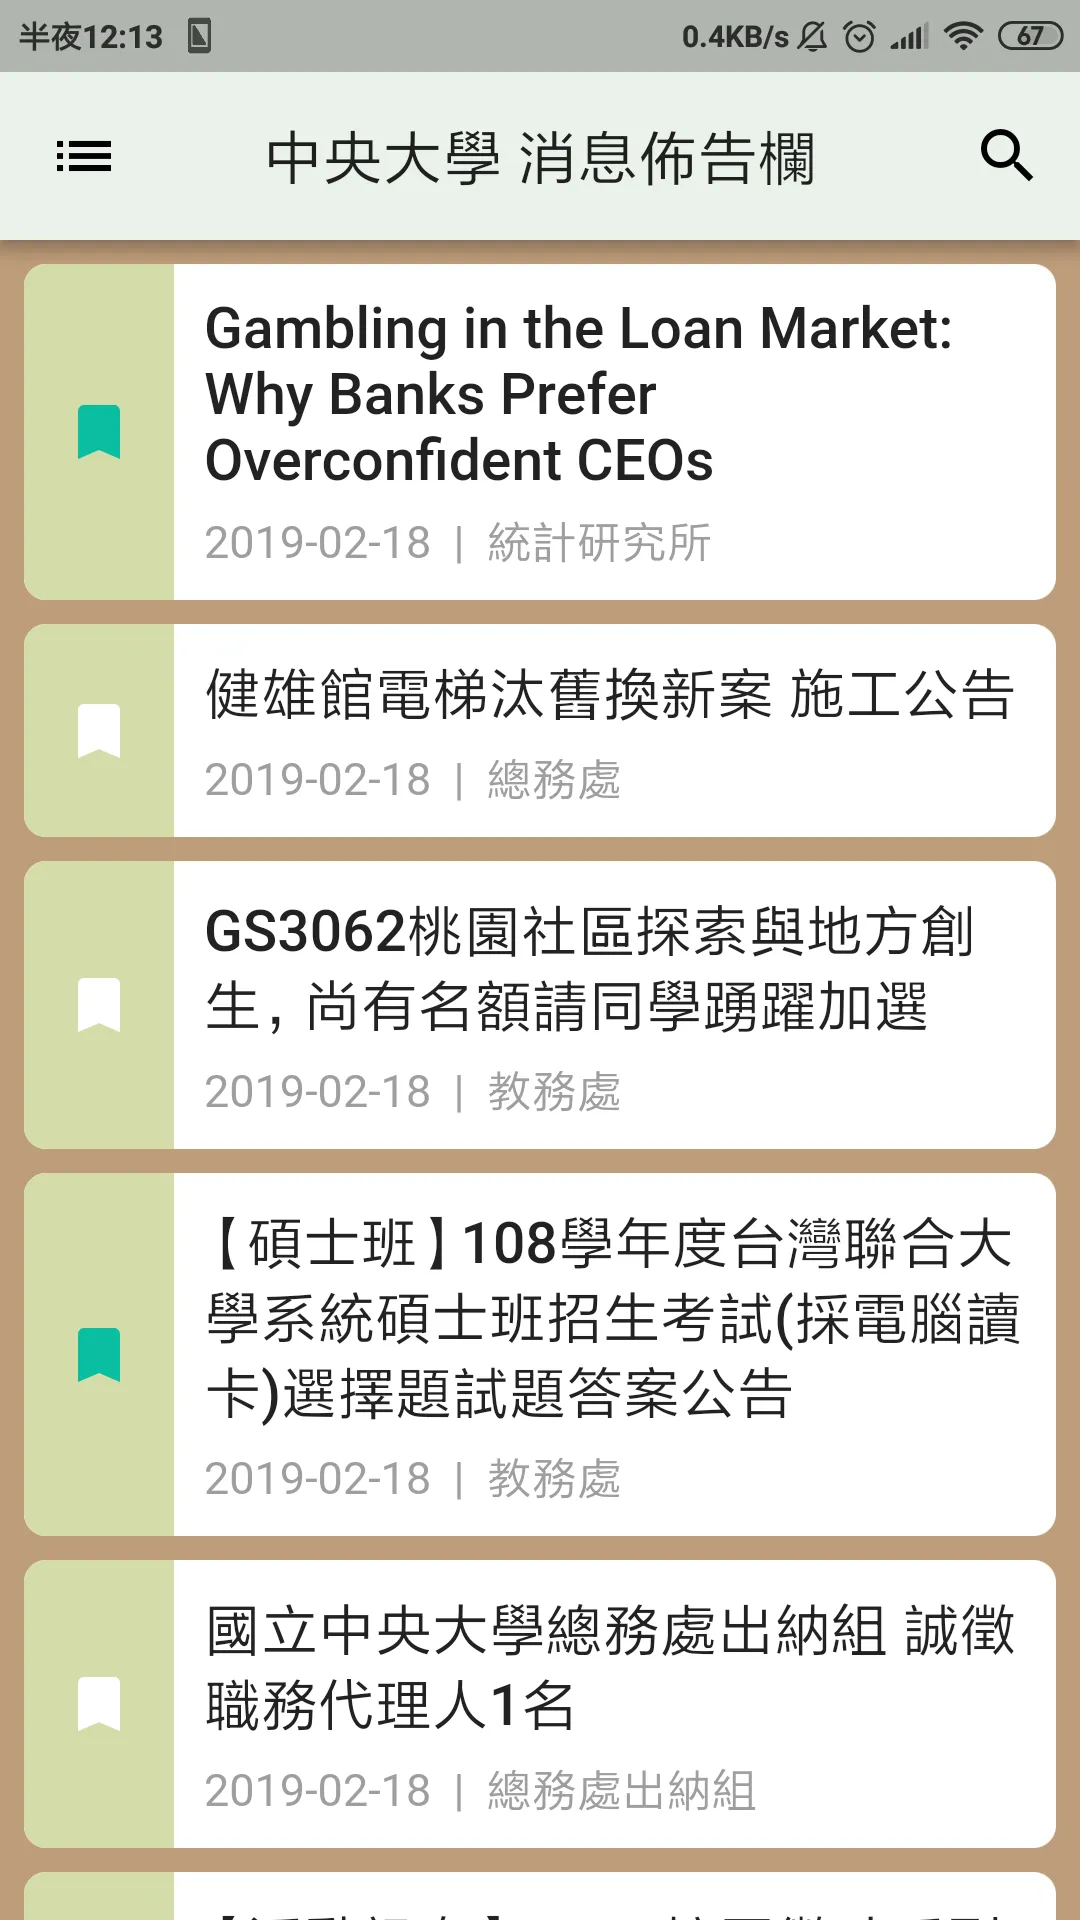 半夜12:13
0.4KB/s
67
中央大學 消息佈告欄
Gambling in the Loan Market:
Why Banks Prefer
Overconfident CEOs
2019-02-18 | 統計研究所
健雄館電梯汰舊換新案 施工公告
2019-02-18 | 總務處
GS3062桃園社區探索與地方創
生，尚有名額請同學踴躍加選
2019-02-18 | 教務處
【碩士班】108學年度台灣聯合大
學系統碩士班招生考試(採電腦讀
卡)選擇題試題答案公告
2019-02-18 | 教務處
國立中央大學總務處出納組 誠徵
職務代理人1名
2019-02-18 | 總務處出納組